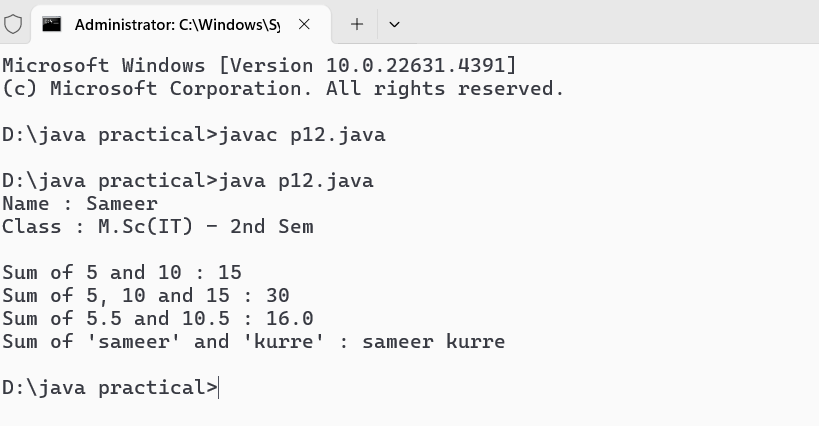 Administrator: C:\Windows\Sy
Microsoft Windows [Version 10.0.22631.4391]
(c) Microsoft Corporation. All rights reserved.
D:\java practical>javac p12.java
D:\java practical>java p12.java
Name : Sameer
Class : M.Sc(IT) - 2nd Sem
Sum of 5 and 10 : 15
Sum of 5, 10 and 15 : 30
Sum of 5.5 and 10.5 : 16.0
Sum of 'sameer' and 'kurre' : sameer kurre
D:\java practical>